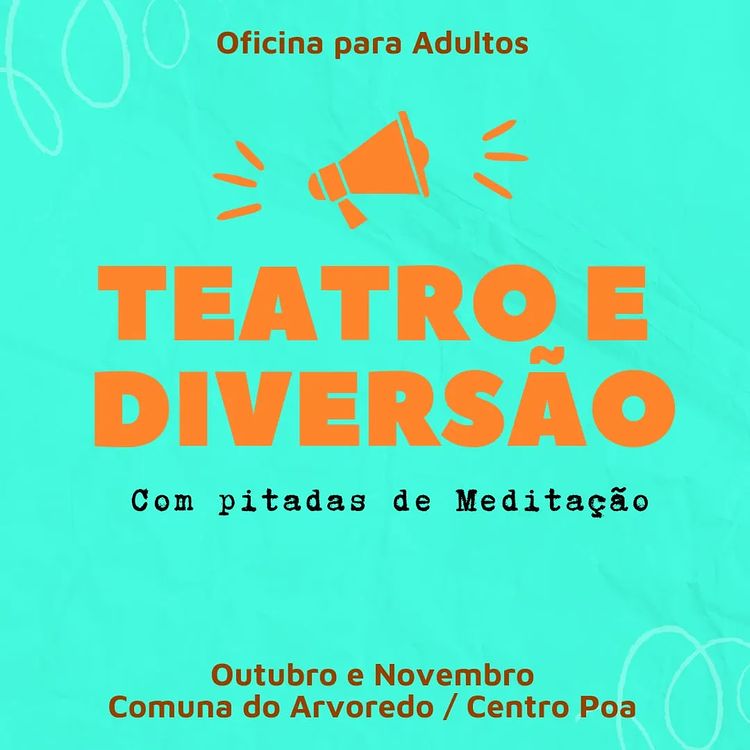 Oficina para Adultos
TEATRO E
DIVERSÃO
Com pitadas de Meditação
Outubro e Novembro
Comuna do Arvoredo / Centro Poa